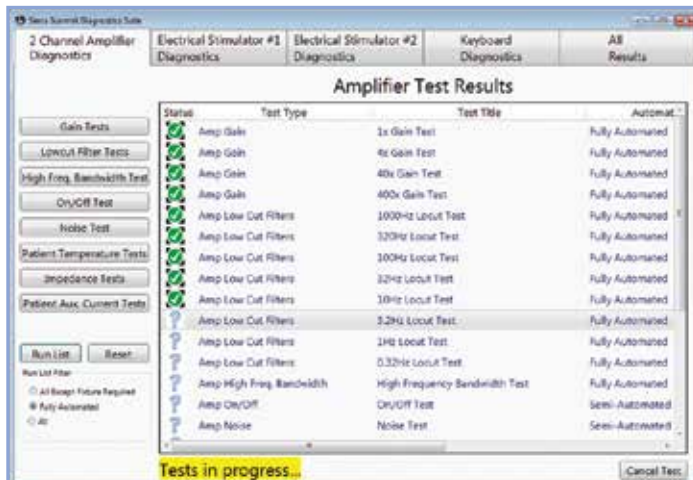 Sierra Summit Diagnostics Suite
2 Channel Amplifier Diagnostics
Electrical Stimulator #1 Diagnostics
Electrical Stimulator #2 Diagnostics
Keyboard Diagnostics
All Results
Amplifier Test Results
Gain Tests
Lowcut Filter Tests
High Freq. Bandwidth Test
On/Off Test
Noise Test
Patient Temperature Tests
Impedance Tests
Patient Aux. Current Tests
Run List
Reset
Run List Filter
All Except Fixture Required
Fully Automated
All
Status Test Type Test Title Automat
Amp Gain 1x Gain Test Fully Automated
Amp Gain 4x Gain Test Fully Automated
Amp Gain 40x Gain Test Fully Automated
Amp Gain 400x Gain Test Fully Automated
Amp Low Cut Filters 1000Hz Locut Test Fully Automated
Amp Low Cut Filters 320Hz Locut Test Fully Automated
Amp Low Cut Filters 100Hz Locut Test Fully Automated
Amp Low Cut Filters 32Hz Locut Test Fully Automated
Amp Low Cut Filters 10Hz Locut Test Fully Automated
? Amp Low Cut Filters 3.2Hz Locut Test Fully Automated
? Amp Low Cut Filters 1Hz Locut Test Fully Automated
? Amp Low Cut Filters 0.32Hz Locut Test Fully Automated
? Amp High Freq. Bandwidth High Frequency Bandwidth Test Fully Automated
? Amp On/Off On/Off Test Semi-Automated
? Amp Noise Noise Test Semi-Automated
Tests in progress...
Cancel Test